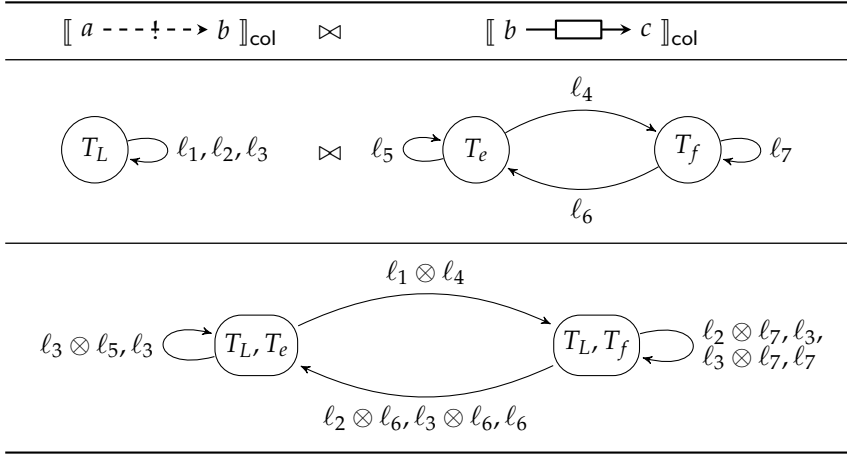 ⟦ a - - ! - -> b ⟧col ⋈ ⟦ b c ⟧col
ℓ4
T_L ℓ1, ℓ2, ℓ3 ⋈ ℓ5 T_e T_f ℓ7
ℓ6
ℓ1 ⊗ ℓ4
ℓ3 ⊗ ℓ5, ℓ3 T_L, T_e T_L, T_f ℓ2 ⊗ ℓ7, ℓ3,
ℓ3 ⊗ ℓ7, ℓ7
ℓ2 ⊗ ℓ6, ℓ3 ⊗ ℓ6, ℓ6